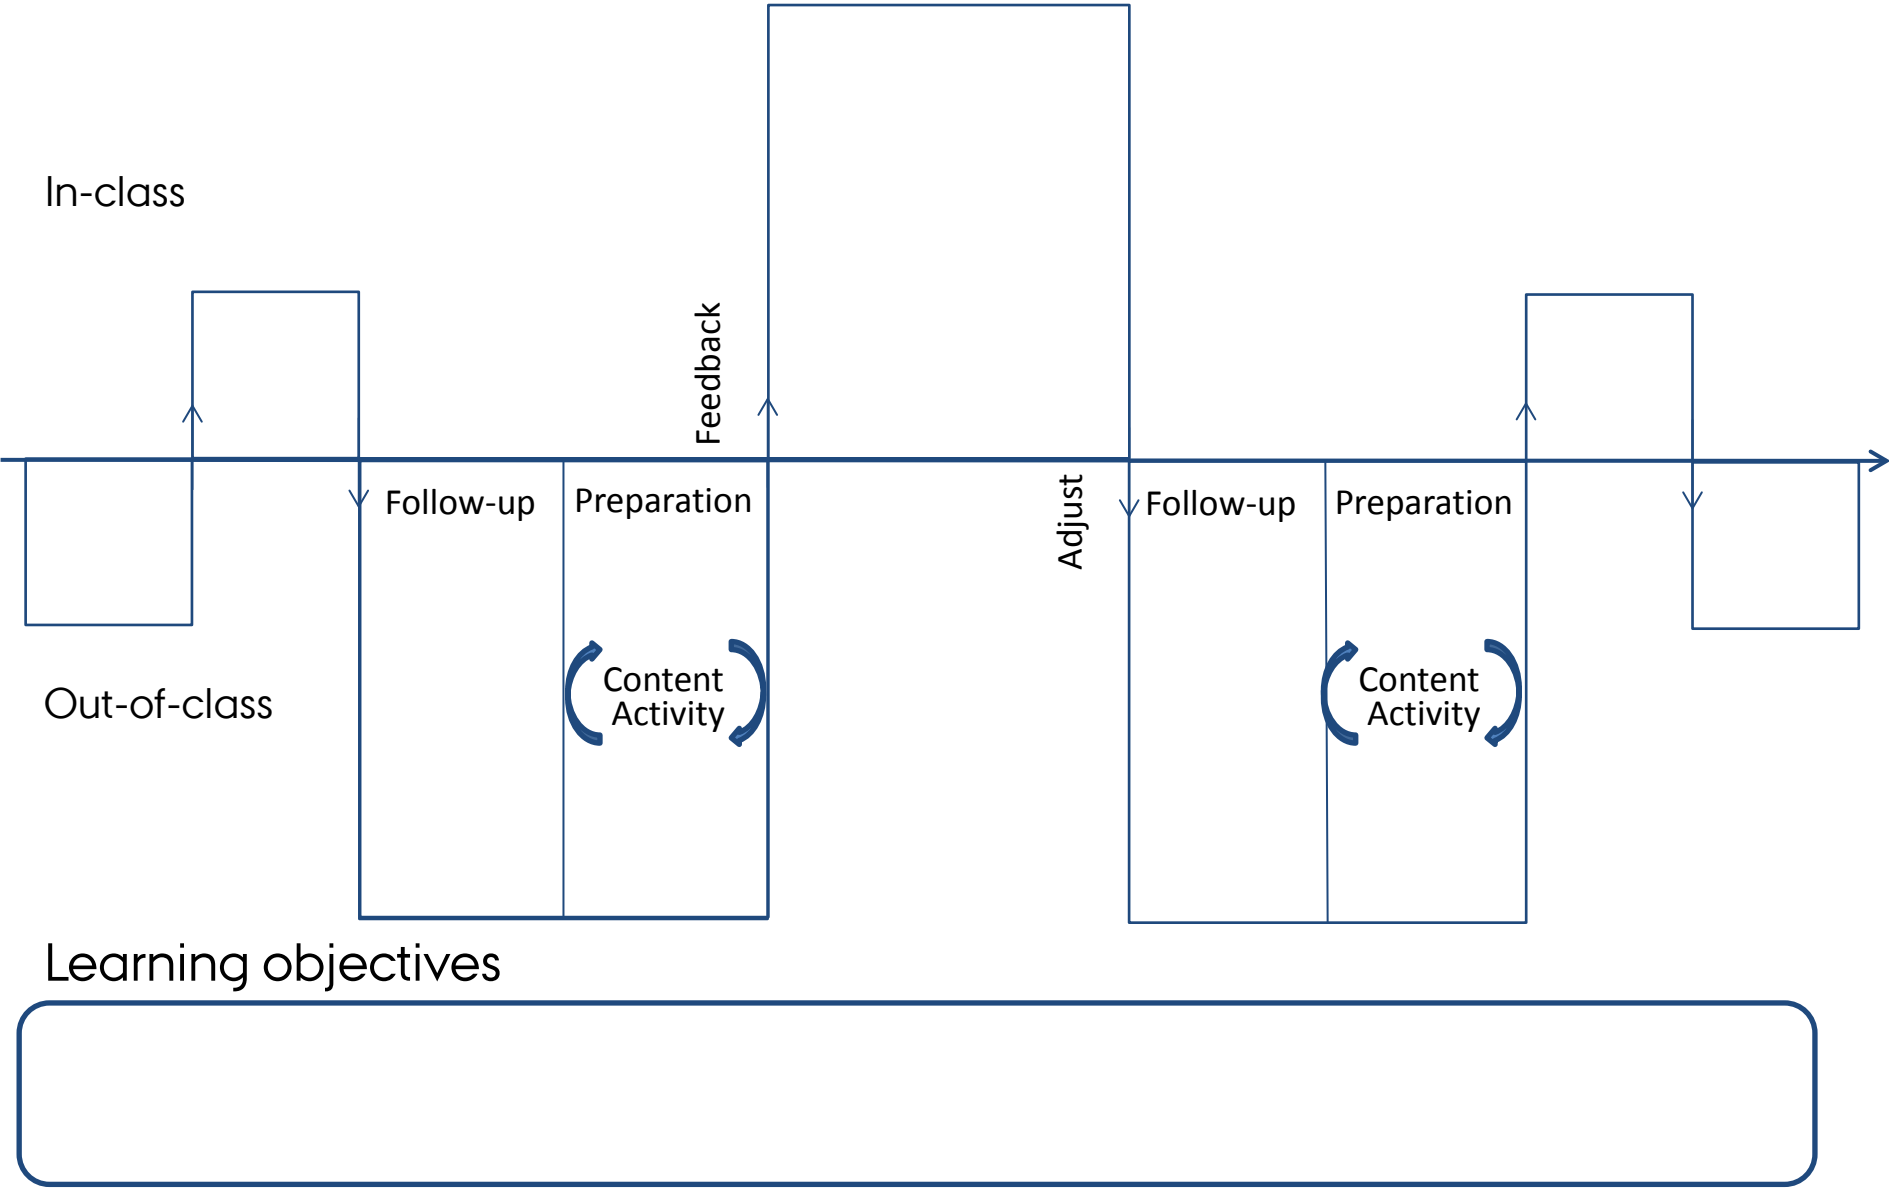 In-class
Feedback
Follow-up
Preparation
Adjust
Follow-up
Preparation
Content
Activity
Content
Activity
Out-of-class
Learning objectives